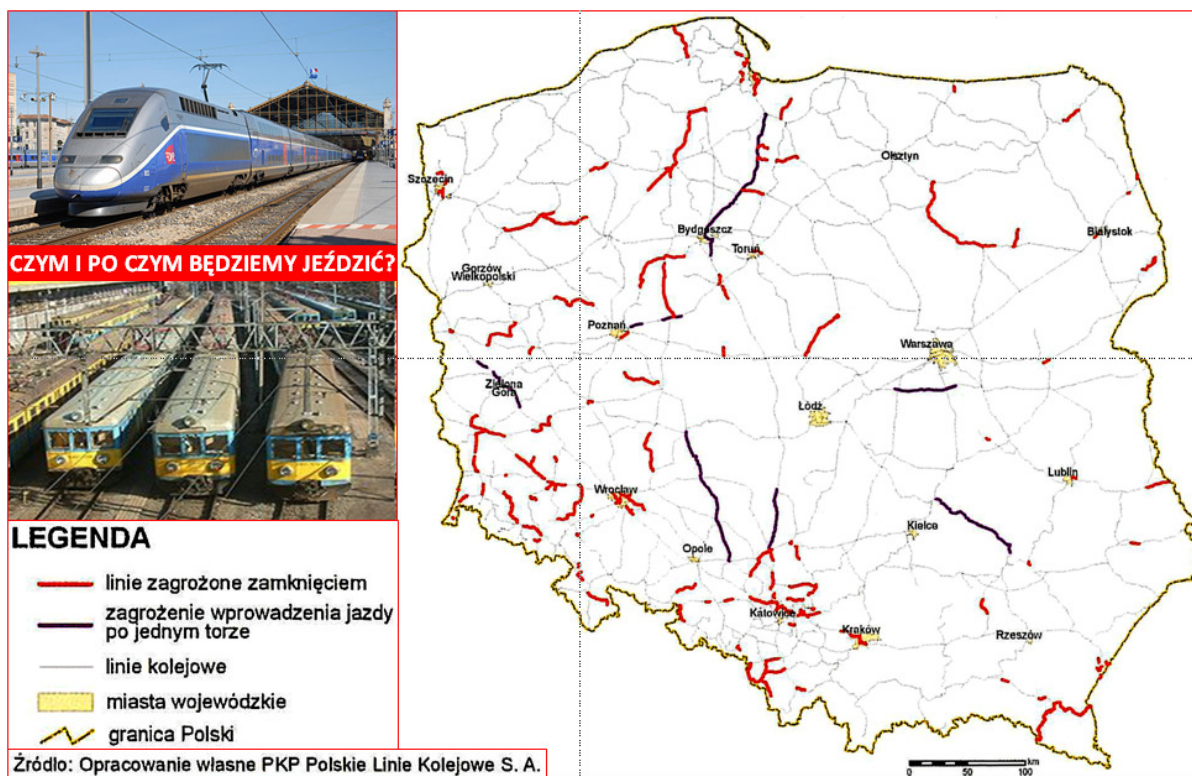 CZYM I PO CZYM BĘDZIEMY JEŹDZIĆ?
LEGENDA
linie zagrożone zamknięciem
zagrożenie wprowadzenia jazdy
po jednym torze
linie kolejowe
miasta wojewódzkie
granica Polski
Źródło: Opracowanie własne PKP Polskie Linie Kolejowe S. A.
Olsztyn
Szczecin
Bydgoszcz
Toruń
Białystok
Gorzów
Wielkopolski
Poznań
Warszawa
Zielona
Góra
Łódź
Lublin
Wrocław
Kielce
Opole
Katowice
Kraków
Rzeszów
km
0 50 100